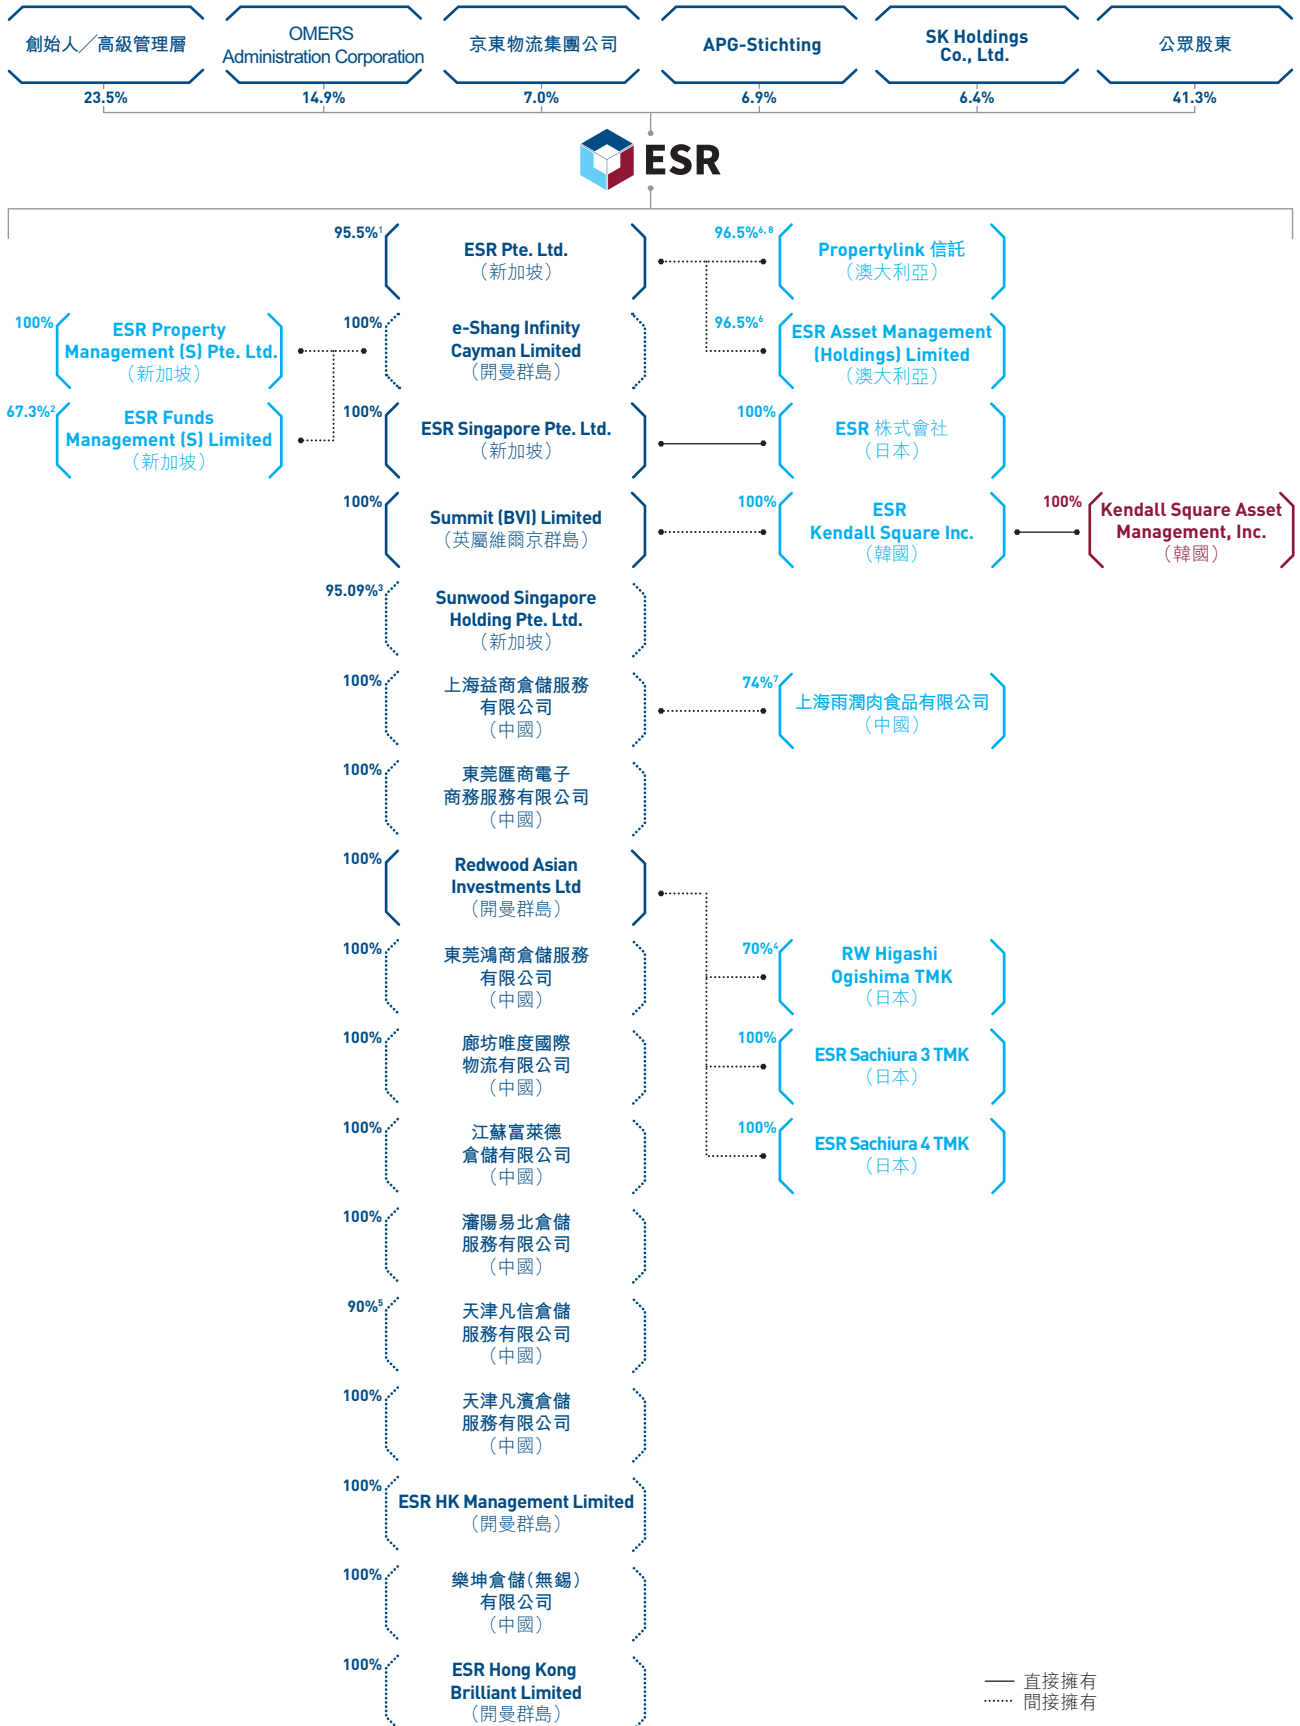 創始人／高級管理層
OMERS
Administration Corporation
京東物流集團公司
APG-Stichting
SK Holdings
Co., Ltd.
公眾股東
23.5%
14.9%
7.0%
6.9%
6.4%
41.3%
ESR
95.5%1
ESR Pte. Ltd.
（新加坡）
96.5%6, 8
Propertylink 信託
（澳大利亞）
100%
ESR Property
Management (S) Pte. Ltd.
（新加坡）
100%
e-Shang Infinity
Cayman Limited
（開曼群島）
96.5%6
ESR Asset Management
(Holdings) Limited
（澳大利亞）
67.3%2
ESR Funds
Management (S) Limited
（新加坡）
100%
ESR Singapore Pte. Ltd.
（新加坡）
100%
ESR 株式會社
（日本）
100%
Summit (BVI) Limited
（英屬維爾京群島）
100%
ESR
Kendall Square Inc.
（韓國）
100%
Kendall Square Asset
Management, Inc.
（韓國）
95.09%3
Sunwood Singapore
Holding Pte. Ltd.
（新加坡）
100%
上海益商倉儲服務
有限公司
（中國）
74%7
上海雨潤肉食品有限公司
（中國）
100%
東莞匯商電子
商務服務有限公司
（中國）
100%
Redwood Asian
Investments Ltd
（開曼群島）
100%
東莞鴻商倉儲服務
有限公司
（中國）
70%4
RW Higashi
Ogishima TMK
（日本）
100%
廊坊唯度國際
物流有限公司
（中國）
100%
ESR Sachiura 3 TMK
（日本）
100%
江蘇富萊德
倉儲有限公司
（中國）
100%
ESR Sachiura 4 TMK
（日本）
100%
瀋陽易北倉儲
服務有限公司
（中國）
90%5
天津凡信倉儲
服務有限公司
（中國）
100%
天津凡濱倉儲
服務有限公司
（中國）
100%
ESR HK Management Limited
（開曼群島）
100%
樂坤倉儲（無錫）
有限公司
（中國）
100%
ESR Hong Kong
Brilliant Limited
（開曼群島）
直接擁有
間接擁有